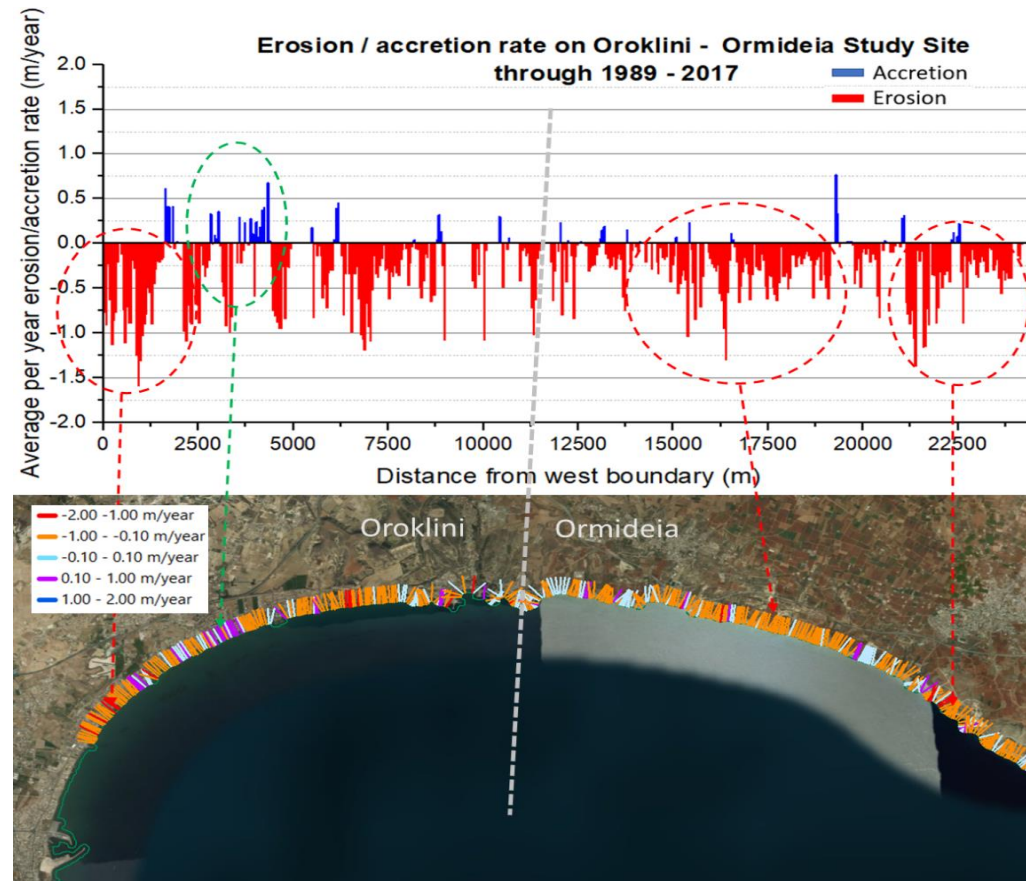 Erosion / accretion rate on Oroklini - Ormideia Study Site
through 1989 - 2017
Accretion
Erosion
Average per year erosion/accretion rate (m/year)
2.0
1.5
1.0
0.5
0.0
-0.5
-1.0
-1.5
-2.0
0 2500 5000 7500 10000 12500 15000 17500 20000 22500
Distance from west boundary (m)
-2.00 -1.00 m/year
-1.00 - -0.10 m/year
-0.10 - 0.10 m/year
0.10 - 1.00 m/year
1.00 - 2.00 m/year
Oroklini Ormideia